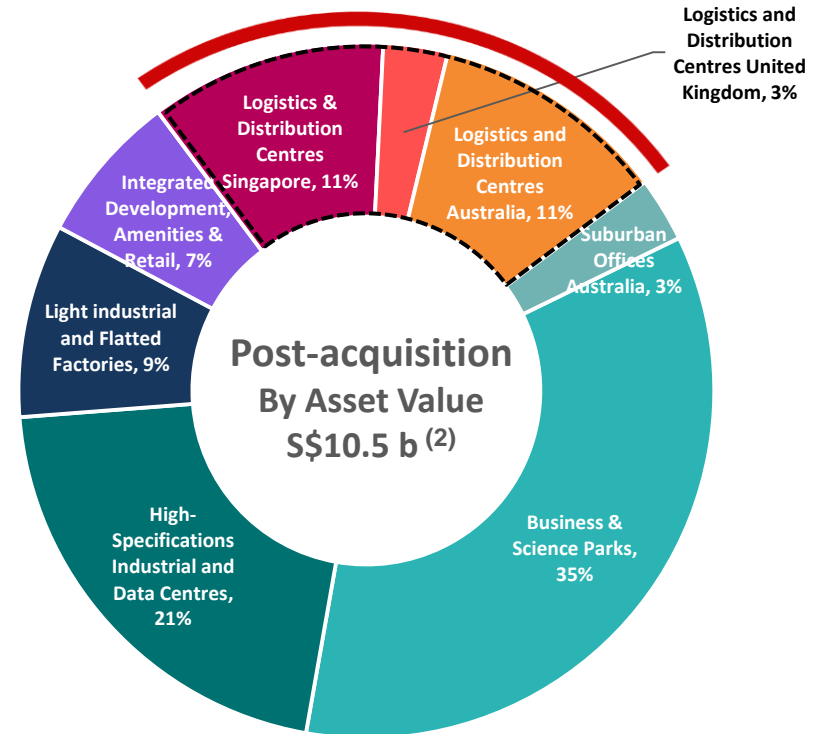 Logistics and
Distribution
Centres United
Kingdom, 3%
Logistics &
Distribution
Centres
Singapore, 11%
Logistics and
Distribution
Centres
Australia, 11%
Integrated
Development,
Amenities &
Retail, 7%
Suburban
Offices
Australia, 3%
Light industrial
and Flatted
Factories, 9%
Post-acquisition
By Asset Value
S$10.5 b (2)
High-
Specifications
Industrial and
Data Centres,
21%
Business &
Science Parks,
35%